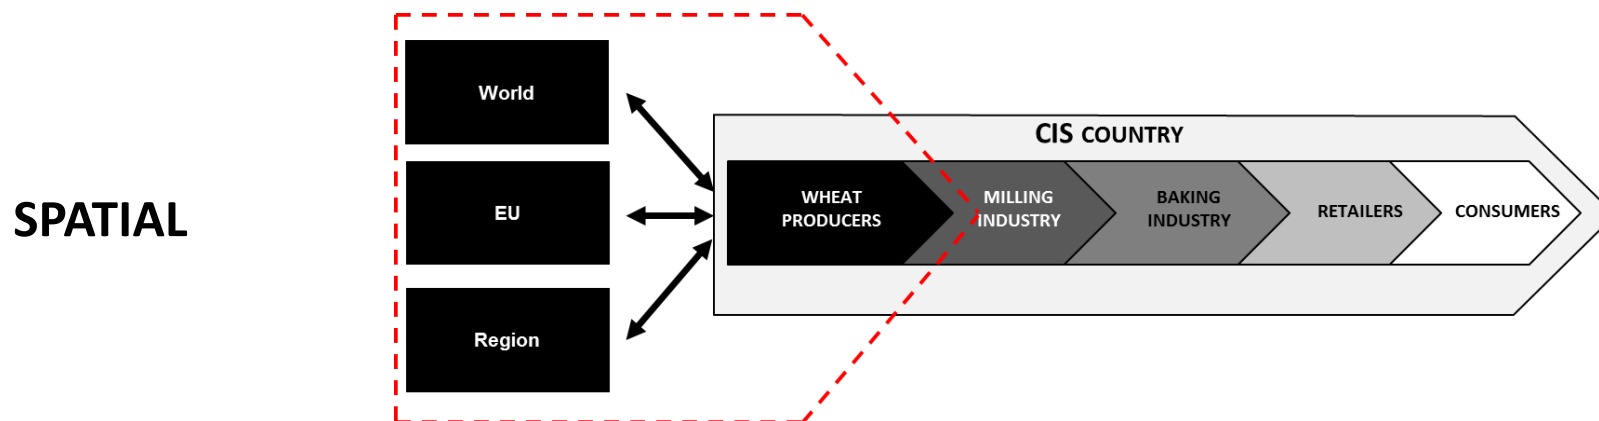 SPATIAL
World
EU
Region
CIS COUNTRY
WHEAT
PRODUCERS
MILLING
INDUSTRY
BAKING
INDUSTRY
RETAILERS
CONSUMERS